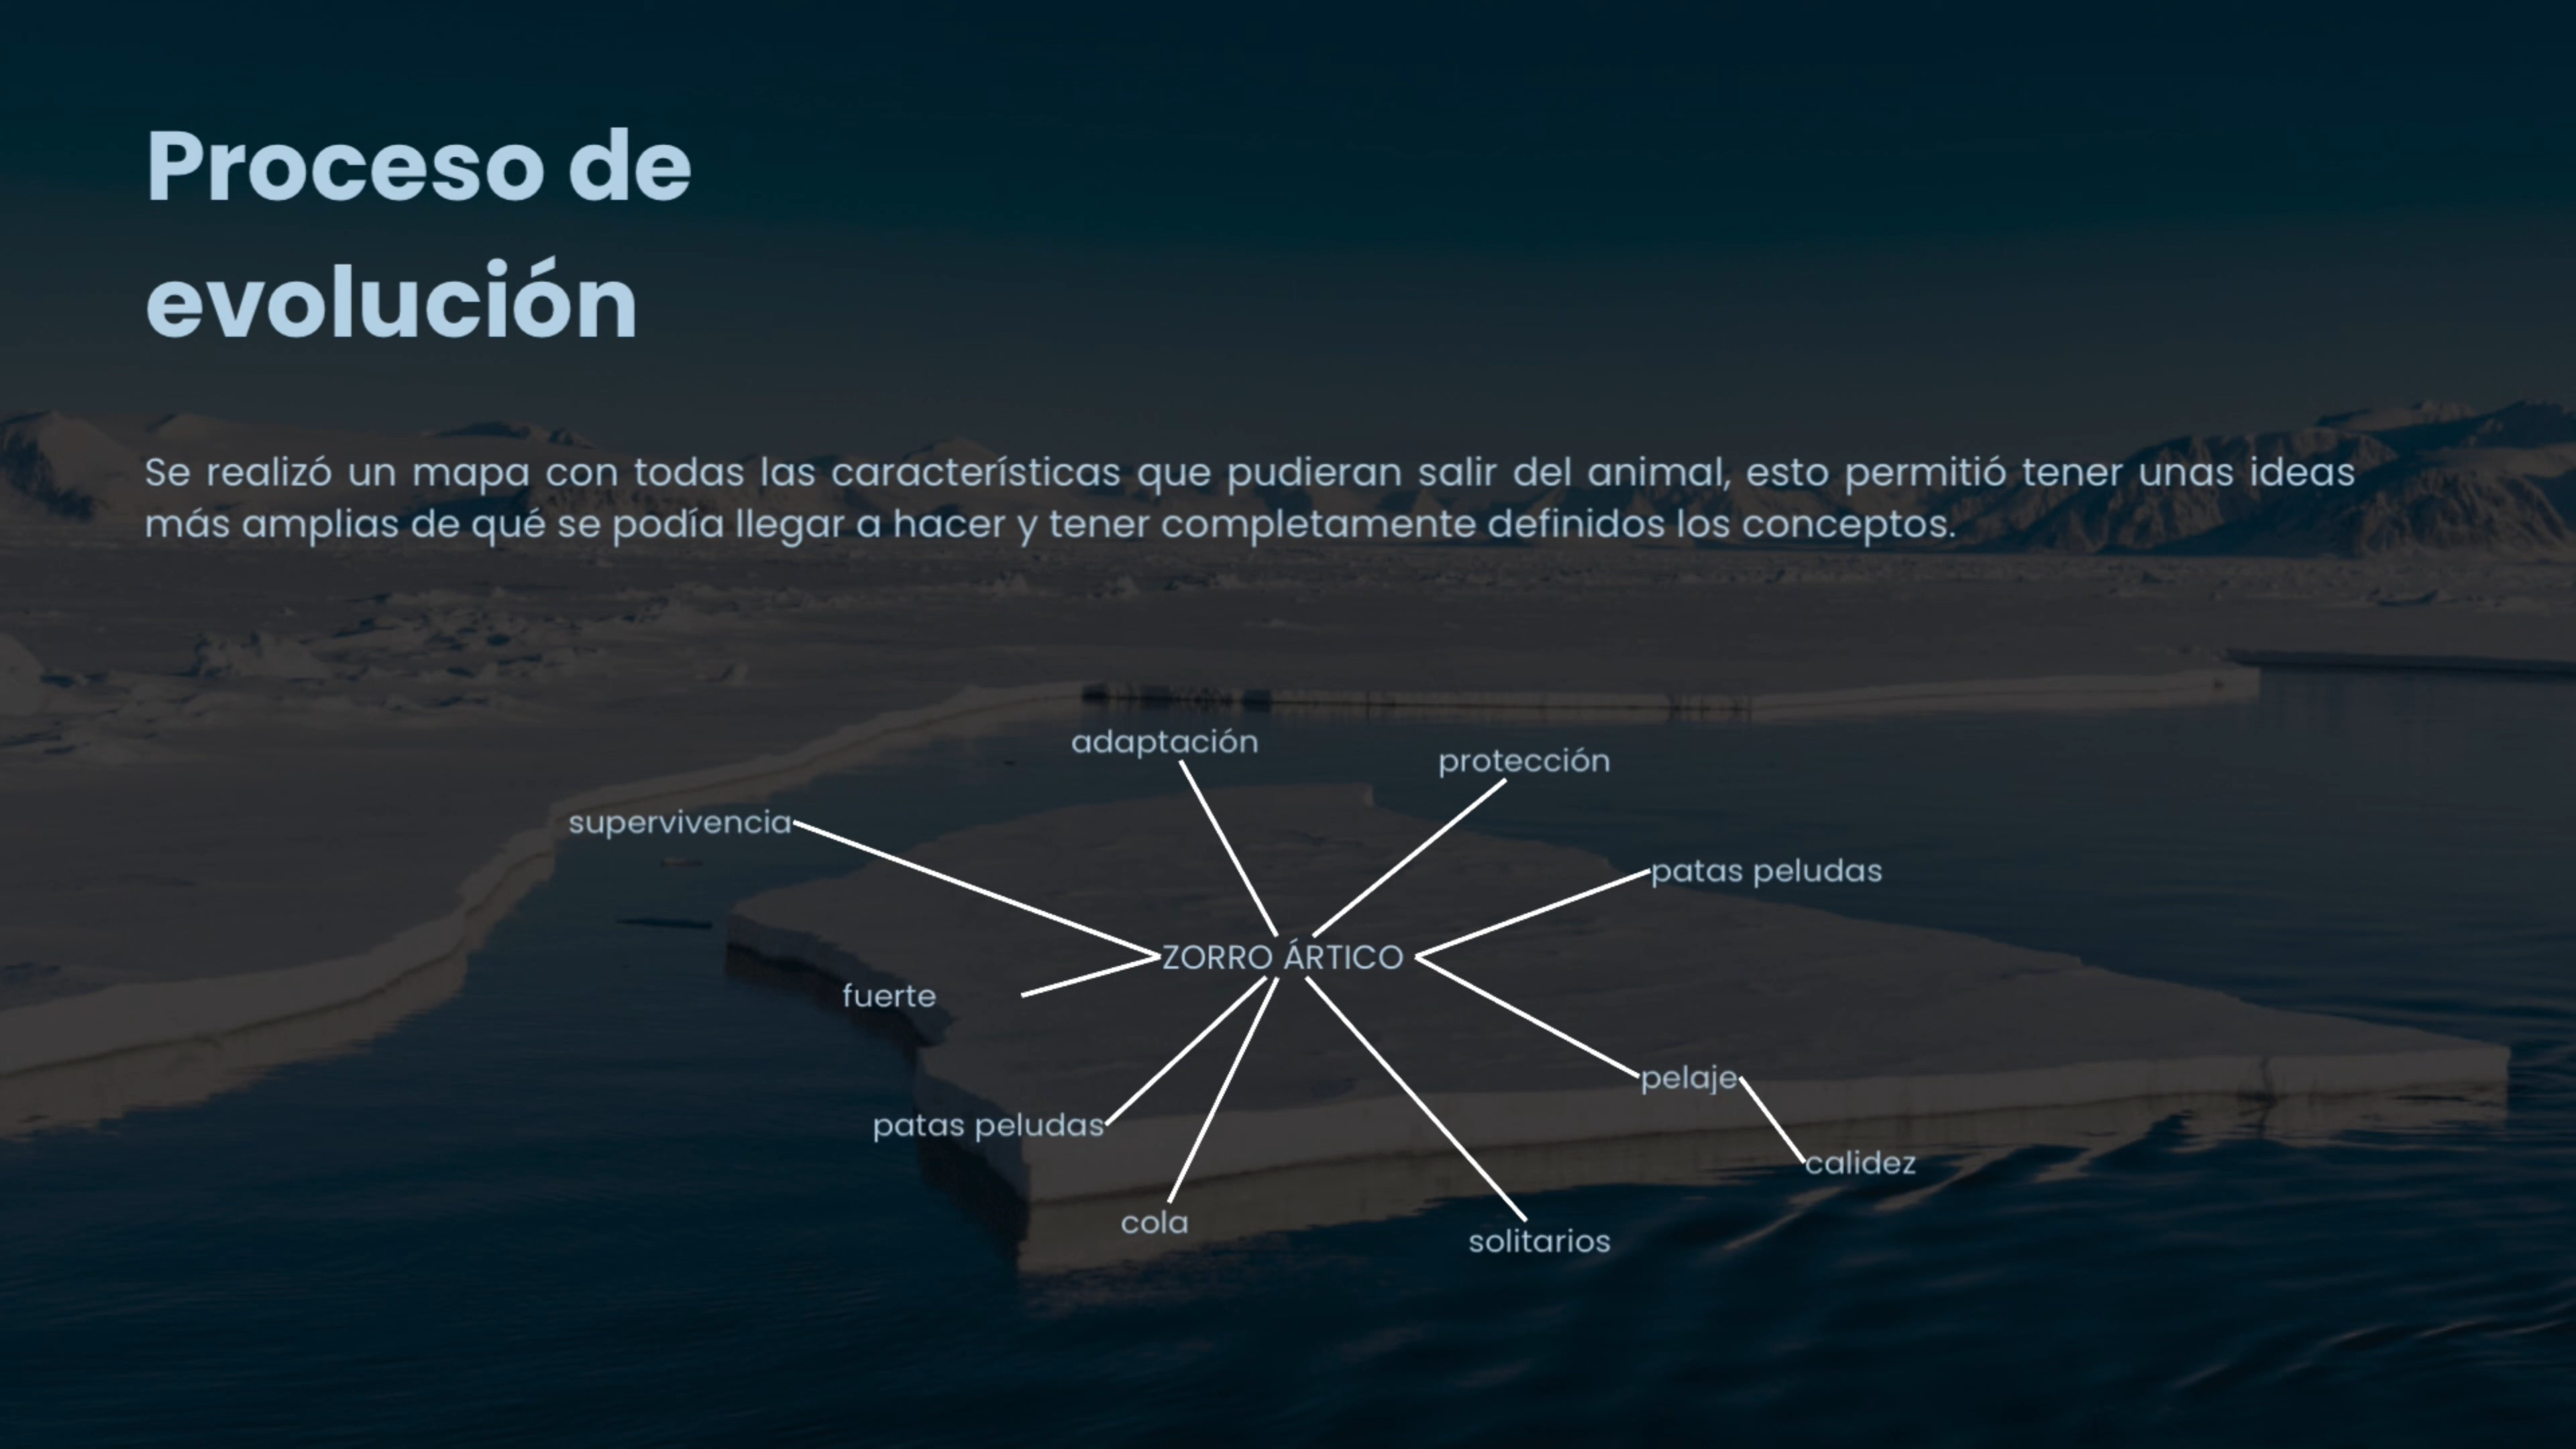 Proceso de
evolución
Se realizó un mapa con todas las características que pudieran salir del animal, esto permitió tener unas ideas
más amplias de qué se podía llegar a hacer y tener completamente definidos los conceptos.
adaptación
protección
supervivencia
patas peludas
ZORRO ÁRTICO
fuerte
pelaje
patas peludas
calidez
cola
solitarios